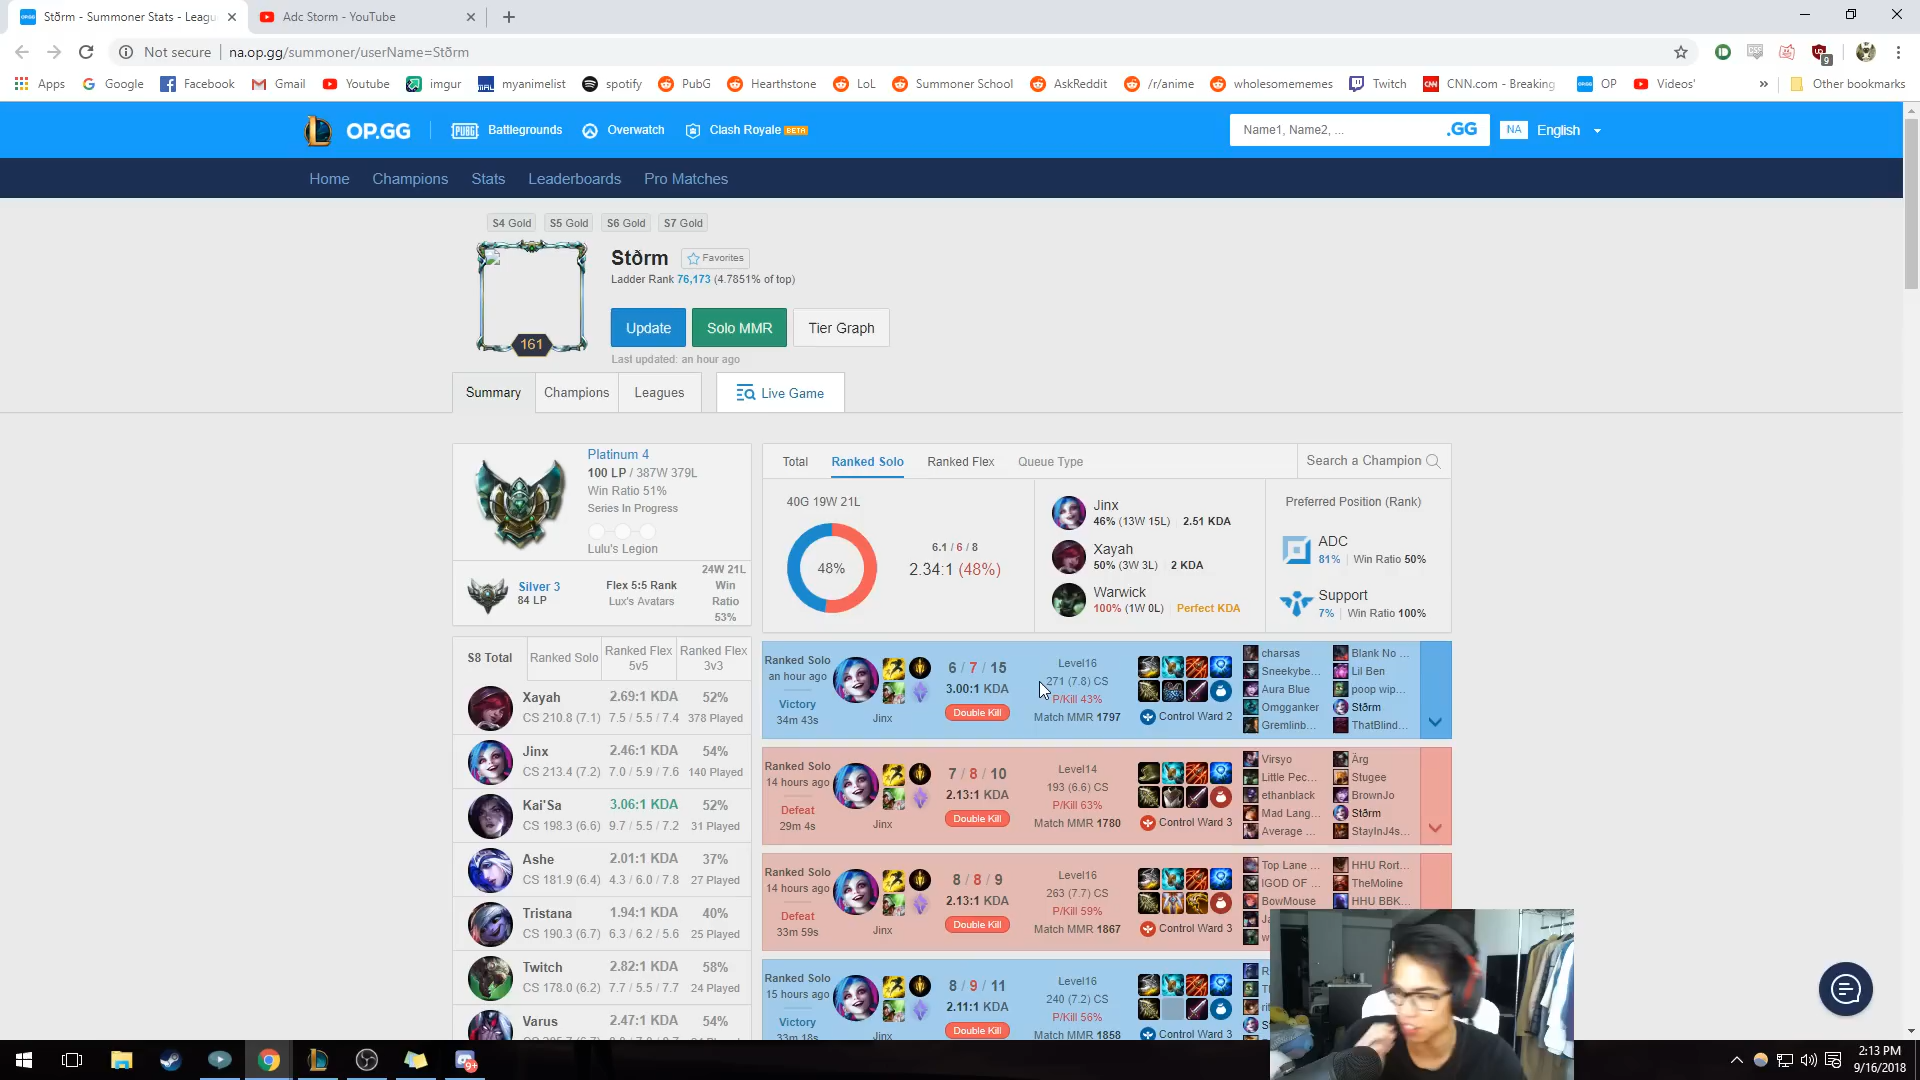 Stðrm - Summoner Stats - Leagu
Adc Storm - YouTube
Not secure
na.op.gg/summoner/userName=Stðrm
9
Apps
Google
Facebook
Gmail
Youtube
imgur
myanimelist
spotify
PubG
Hearthstone
LoL
Summoner School
AskReddit
/r/anime
wholesomememes
Twitch
CNN.com - Breaking
OP
Videos'
»
Other bookmarks
OP.GG
PUBG
Battlegrounds
Overwatch
Clash Royale BETA
Name1, Name2, ...
.GG
NA
English
Home
Champions
Stats
Leaderboards
Pro Matches
S4 Gold
S5 Gold
S6 Gold
S7 Gold
161
Stðrm
Favorites
Ladder Rank 76,173 (4.7851% of top)
Update
Solo MMR
Tier Graph
Last updated: an hour ago
Summary
Champions
Leagues
Live Game
Platinum 4
100 LP / 387W 379L
Win Ratio 51%
Series In Progress
Lulu's Legion
Silver 3
84 LP
Flex 5:5 Rank
Lux's Avatars
24W 21L
Win
Ratio
53%
Total
Ranked Solo
Ranked Flex
Queue Type
Search a Champion
40G 19W 21L
48%
6.1 / 6 / 8
2.34:1 (48%)
Jinx
46% (13W 15L) 2.51 KDA
Xayah
50% (3W 3L) 2 KDA
Warwick
100% (1W 0L) Perfect KDA
Preferred Position (Rank)
ADC
81% Win Ratio 50%
Support
7% Win Ratio 100%
S8 Total
Ranked Solo
Ranked Flex
5v5
Ranked Flex
3v3
Xayah 2.69:1 KDA 52%
CS 210.8 (7.1) 7.5 / 5.5 / 7.4 378 Played
Jinx 2.46:1 KDA 54%
CS 213.4 (7.2) 7.0 / 5.9 / 7.6 140 Played
Kai'Sa 3.06:1 KDA 52%
CS 198.3 (6.6) 9.7 / 5.5 / 7.2 31 Played
Ashe 2.01:1 KDA 37%
CS 181.9 (6.4) 4.3 / 6.0 / 7.8 27 Played
Tristana 1.94:1 KDA 40%
CS 190.3 (6.7) 6.3 / 6.2 / 5.6 25 Played
Twitch 2.82:1 KDA 58%
CS 178.0 (6.2) 7.7 / 5.5 / 7.7 24 Played
Varus 2.47:1 KDA 54%
Ranked Solo
an hour ago
Victory
34m 43s
Jinx
6 / 7 / 15
3.00:1 KDA
Double Kill
Level16
271 (7.8) CS
P/Kill 43%
Match MMR 1797
Control Ward 2
charsas
Sneekybe...
Aura Blue
Omgganker
Gremlinb...
Blank No ...
Lil Ben
poop wip...
Stðrm
ThatBlind...
Ranked Solo
14 hours ago
Defeat
29m 4s
Jinx
7 / 8 / 10
2.13:1 KDA
Double Kill
Level14
193 (6.6) CS
P/Kill 63%
Match MMR 1780
Control Ward 3
Virsyo
Little Pec...
ethanblack
Mad Lang...
Average ...
Ärg
Stugee
BrownJo
Stðrm
StayInJ4s...
Ranked Solo
14 hours ago
Defeat
33m 59s
Jinx
8 / 8 / 9
2.13:1 KDA
Double Kill
Level16
263 (7.7) CS
P/Kill 59%
Match MMR 1867
Control Ward 3
Top Lane ...
IGOD OF ...
BowMouse
HHU Rort...
TheMoline
HHU BBK...
Ranked Solo
15 hours ago
Victory
33m 18s
Jinx
8 / 9 / 11
2.11:1 KDA
Double Kill
Level16
240 (7.2) CS
P/Kill 56%
Match MMR 1858
Control Ward 3
9+
2:13 PM
9/16/2018